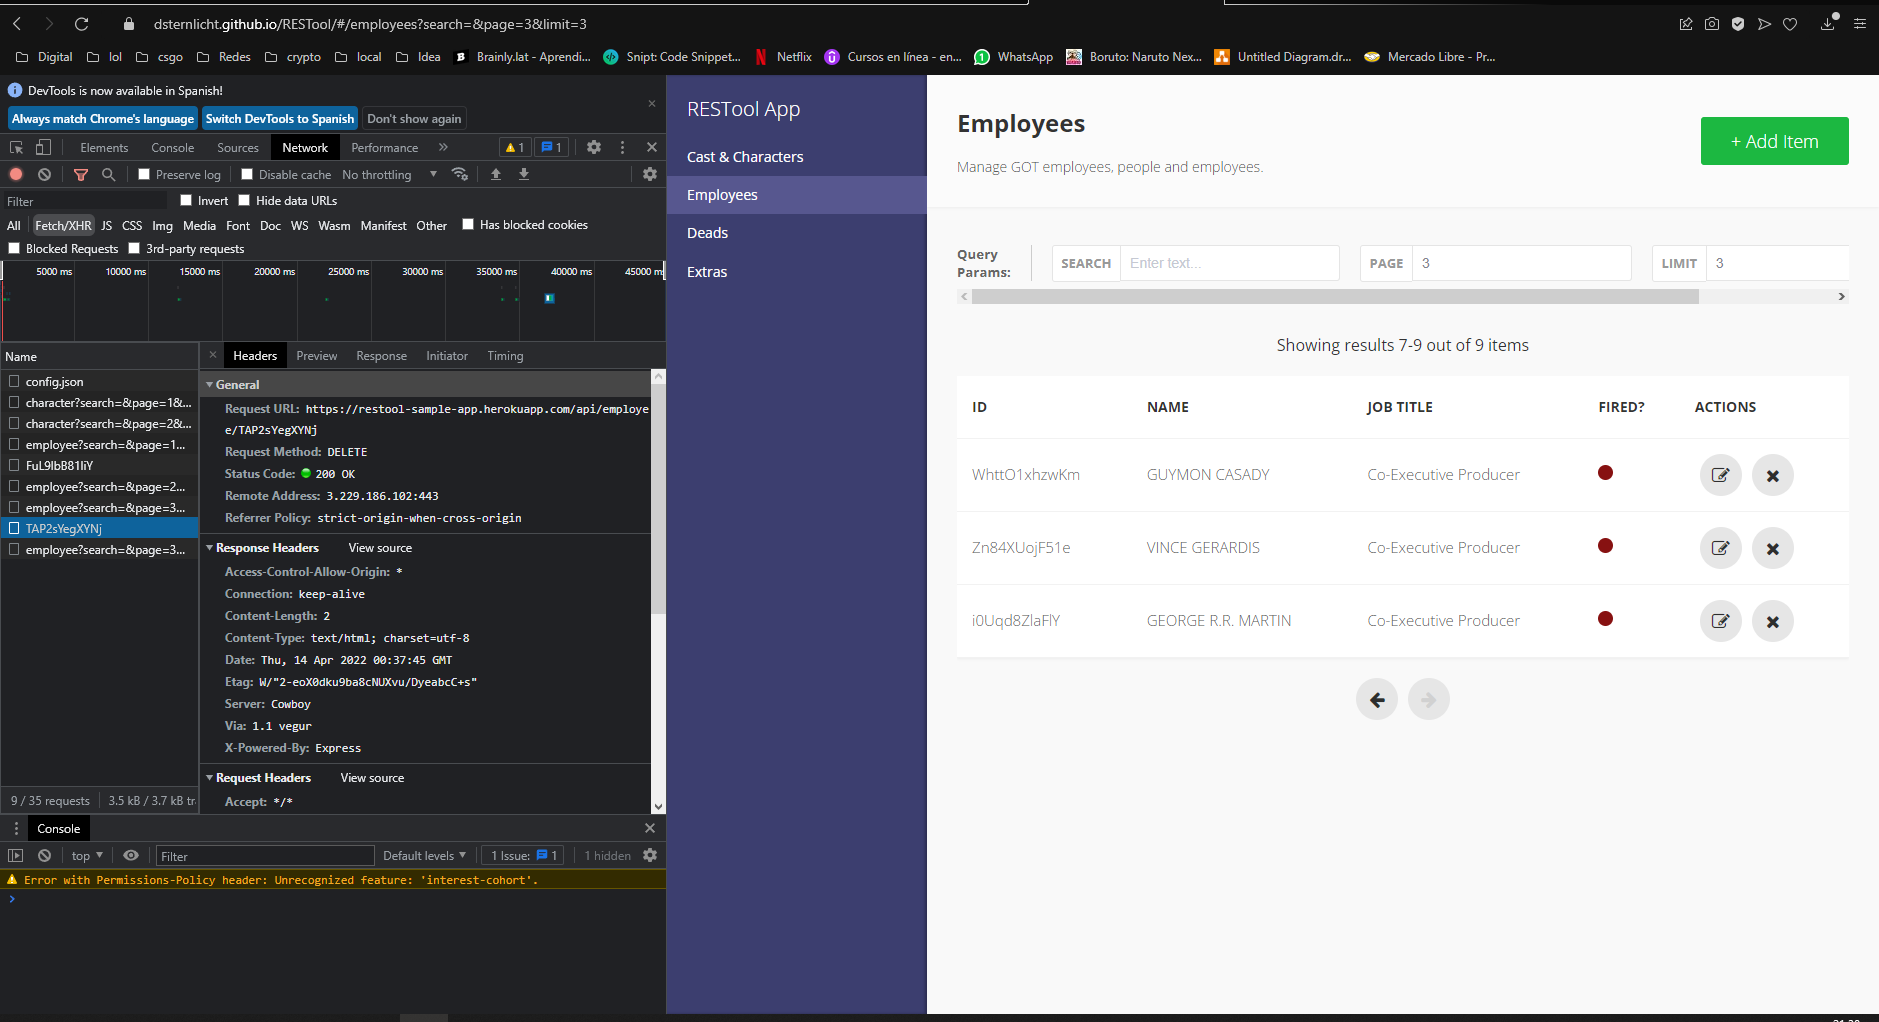 dsternlicht.github.io/RESTool/#/employees?search=&page=3&limit=3
Digital lol csgo Redes crypto local Idea Brainly.lat - Aprendi... Snipt: Code Snippet... Netflix Cursos en línea - en... WhatsApp Boruto: Naruto Nex... Untitled Diagram.dr... Mercado Libre - Pr...
DevTools is now available in Spanish!
Always match Chrome's language Switch DevTools to Spanish Don't show again
Elements Console Sources Network Performance 1 1
Preserve log Disable cache No throttling
Filter Invert Hide data URLs
All Fetch/XHR JS CSS Img Media Font Doc WS Wasm Manifest Other Has blocked cookies
Blocked Requests 3rd-party requests
5000 ms 10000 ms 15000 ms 20000 ms 25000 ms 30000 ms 35000 ms 40000 ms 45000 m
Name
config.json
character?search=&page=1&...
character?search=&page=2&...
employee?search=&page=1...
FuL9IbB81IiY
employee?search=&page=2...
employee?search=&page=3...
TAP2sYegXYNj
employee?search=&page=3...
9 / 35 requests 3.5 kB / 3.7 kB tr
Headers Preview Response Initiator Timing
General
Request URL: https://restool-sample-app.herokuapp.com/api/employe
e/TAP2sYegXYNj
Request Method: DELETE
Status Code: 200 OK
Remote Address: 3.229.186.102:443
Referrer Policy: strict-origin-when-cross-origin
Response Headers View source
Access-Control-Allow-Origin: *
Connection: keep-alive
Content-Length: 2
Content-Type: text/html; charset=utf-8
Date: Thu, 14 Apr 2022 00:37:45 GMT
Etag: W/"2-eoX0dku9ba8cNUXvu/DyeabcC+s"
Server: Cowboy
Via: 1.1 vegur
X-Powered-By: Express
Request Headers View source
Accept: */*
Console
top Filter Default levels 1 Issue: 1 1 hidden
Error with Permissions-Policy header: Unrecognized feature: 'interest-cohort'.
RESTool App
Cast & Characters
Employees
Deads
Extras
Employees
Manage GOT employees, people and employees.
+ Add Item
Query
Params:
SEARCH Enter text... PAGE 3 LIMIT 3
Showing results 7-9 out of 9 items
ID NAME JOB TITLE FIRED? ACTIONS
WhttO1xhzwKm GUYMON CASADY Co-Executive Producer
Zn84XUojF51e VINCE GERARDIS Co-Executive Producer
i0Uqd8ZlaFlY GEORGE R.R. MARTIN Co-Executive Producer